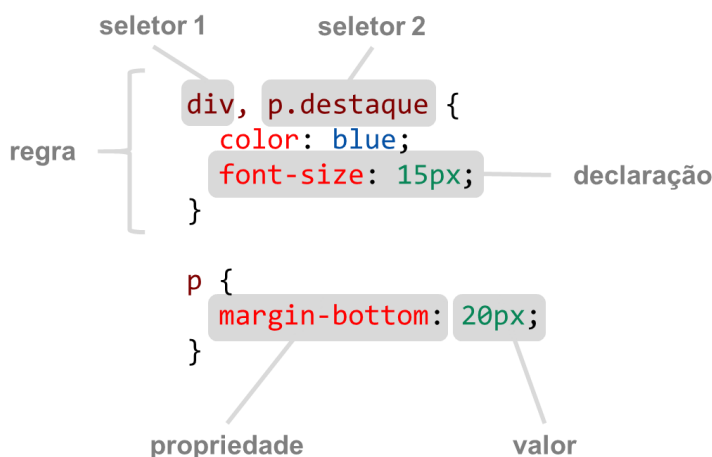 seletor 1 seletor 2
div, p.destaque {
color: blue;
regra
font-size: 15px; declaração
}
p {
margin-bottom: 20px;
}
propriedade valor